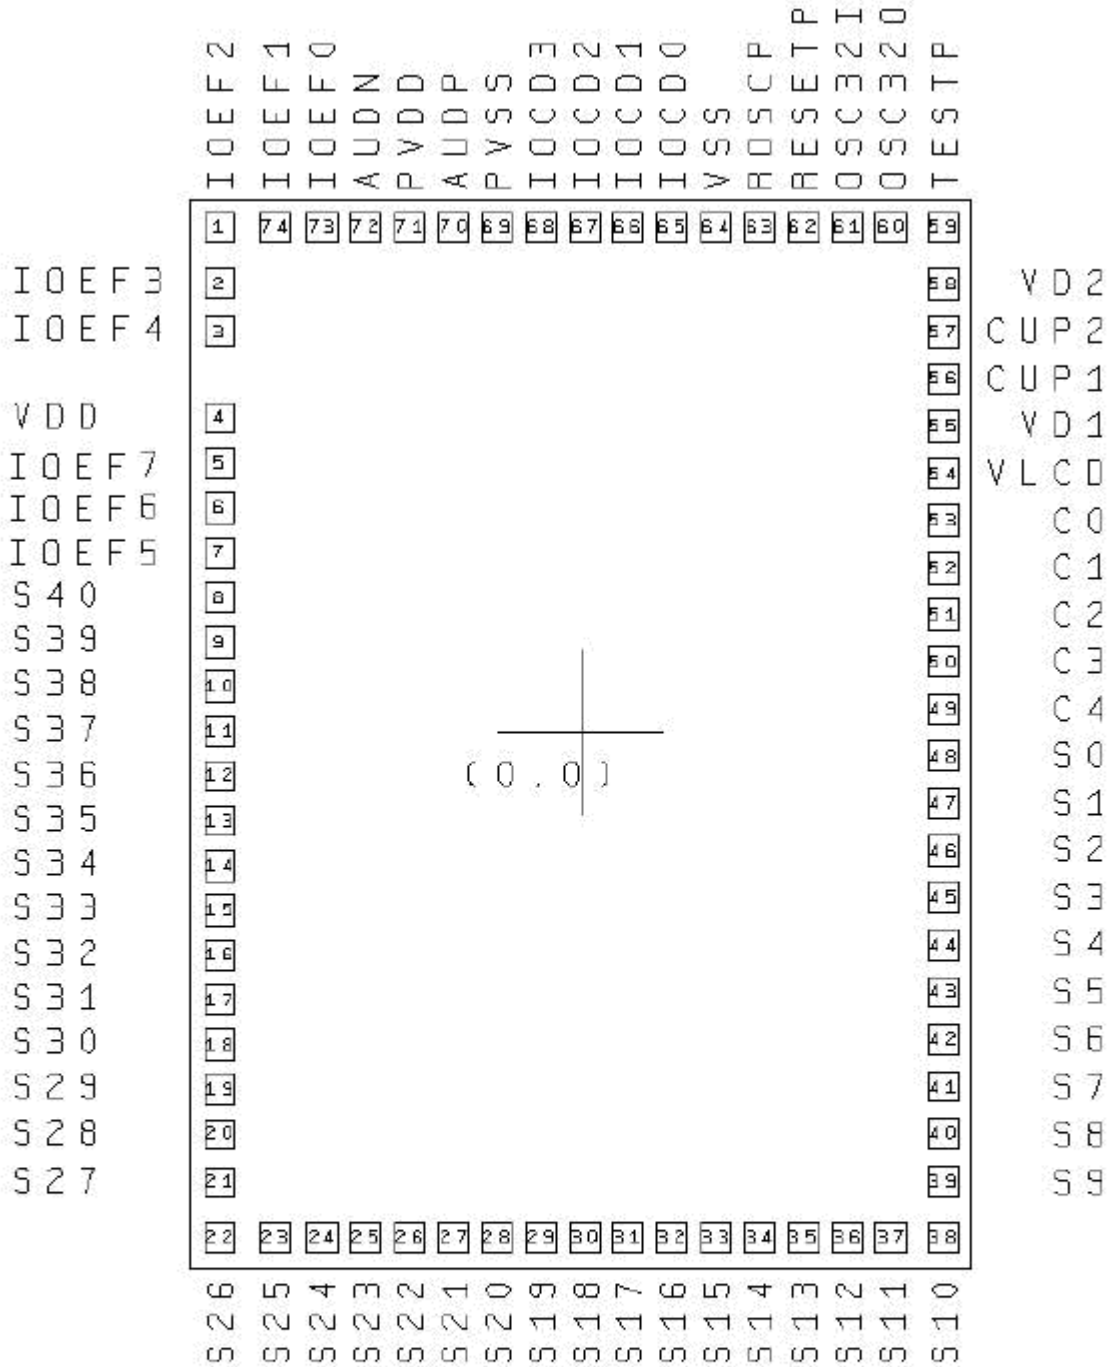 IOEF2 IOEF1 IOEF0 AUDN PVDD AUDP PVSS IOCD3 IOCD2 IOCD1 IOCD0 VSS ROSCP RESETP OSC32I OSC32O TESTP
1 74 73 72 71 70 69 68 67 66 65 64 63 62 61 60 59
IOEF3 2 58 VD2
IOEF4 3 57 CUP2
56 CUP1
VDD 4 55 VD1
IOEF7 5 54 VLCD
IOEF6 6 53 C0
IOEF5 7 52 C1
S40 8 51 C2
S39 9 50 C3
S38 10 49 C4
S37 11 48 S0
S36 12 (0,0) 47 S1
S35 13 46 S2
S34 14 45 S3
S33 15 44 S4
S32 16 43 S5
S31 17 42 S6
S30 18 41 S7
S29 19 40 S8
S28 20 39 S9
S27 21
22 23 24 25 26 27 28 29 30 31 32 33 34 35 36 37 38
S26 S25 S24 S23 S22 S21 S20 S19 S18 S17 S16 S15 S14 S13 S12 S11 S10